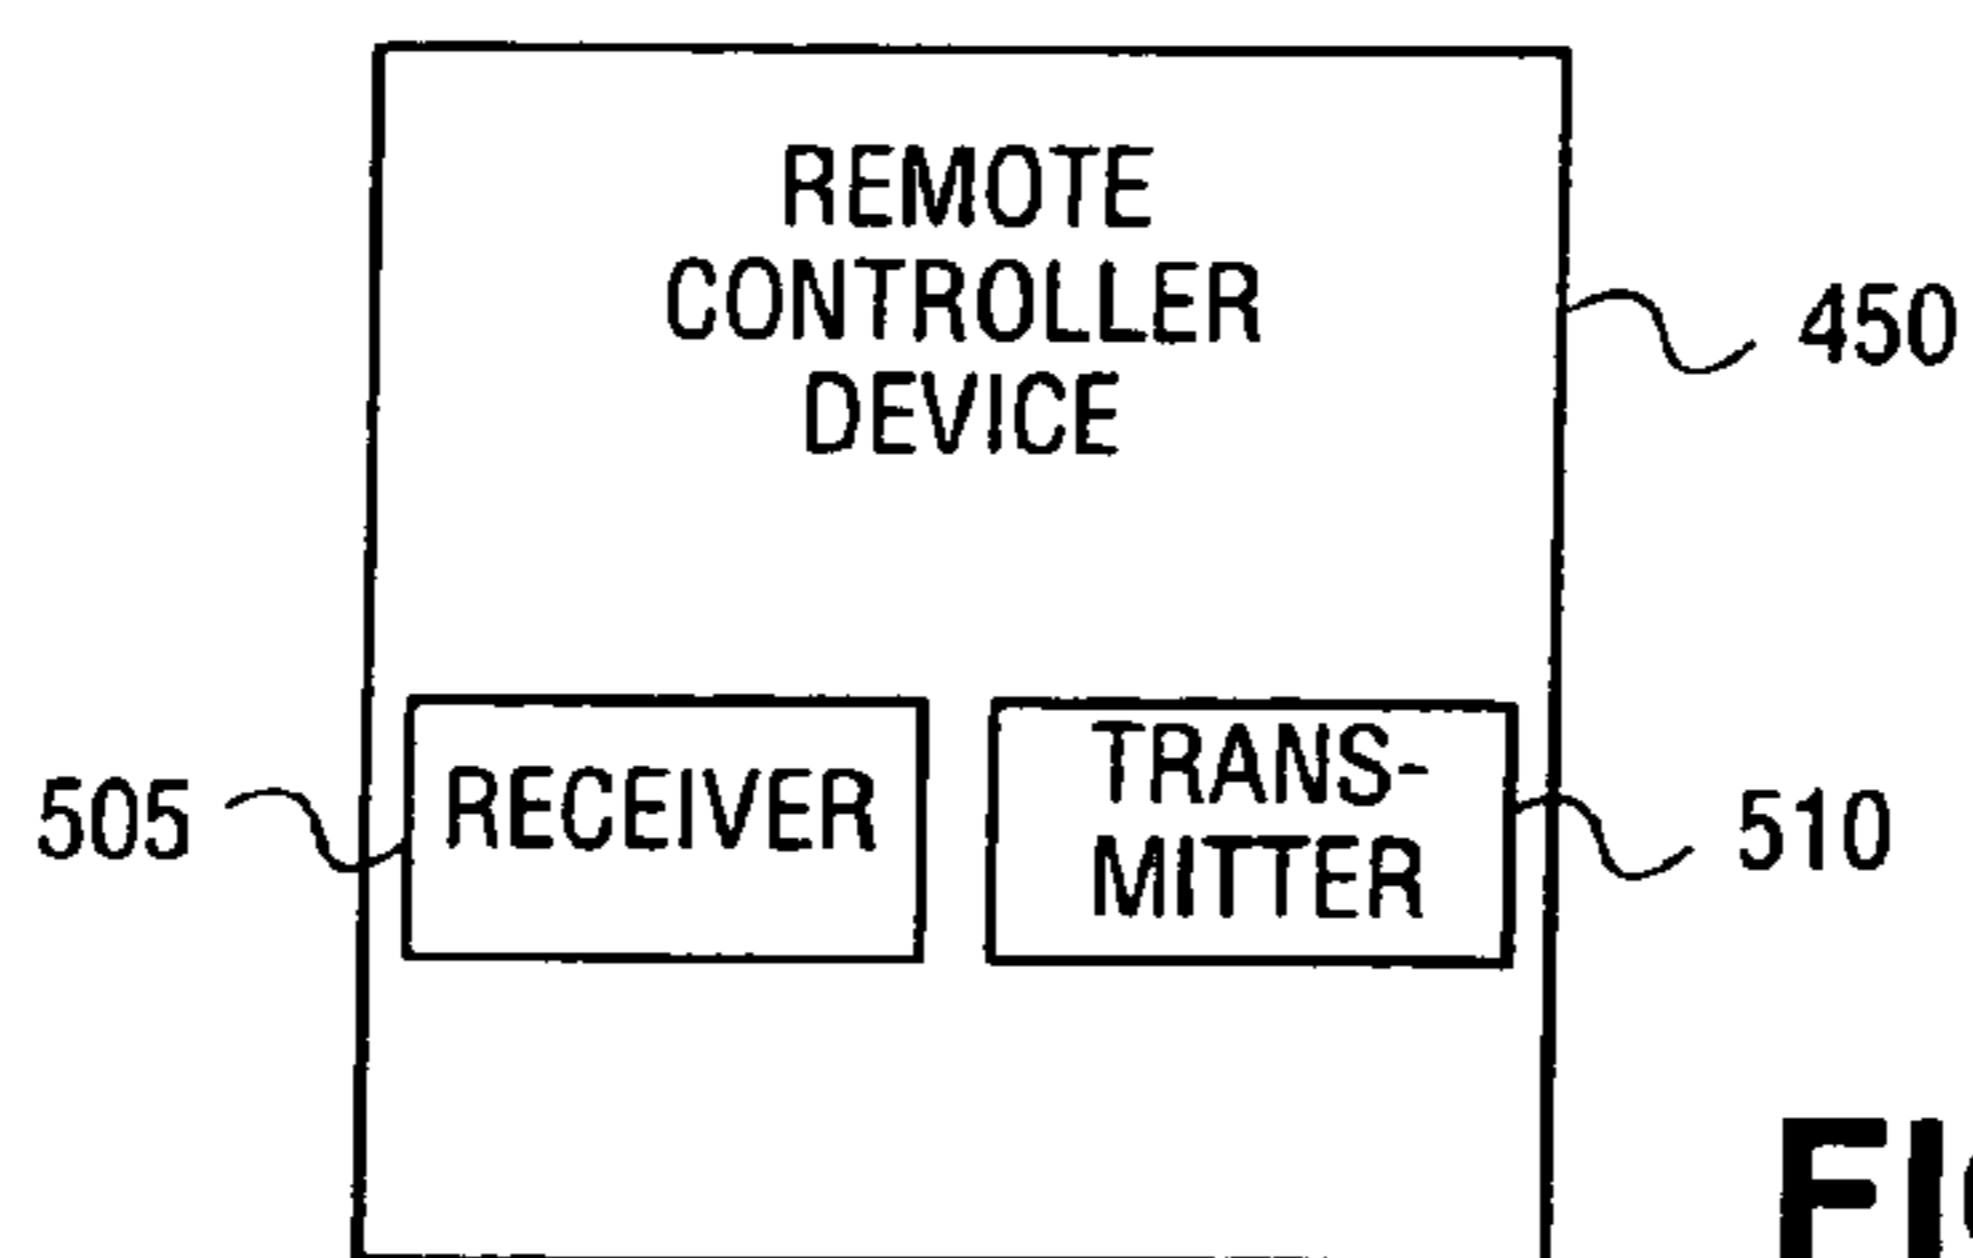 REMOTE
CONTROLLER
DEVICE
450
505
RECEIVER
TRANS-
MITTER
510